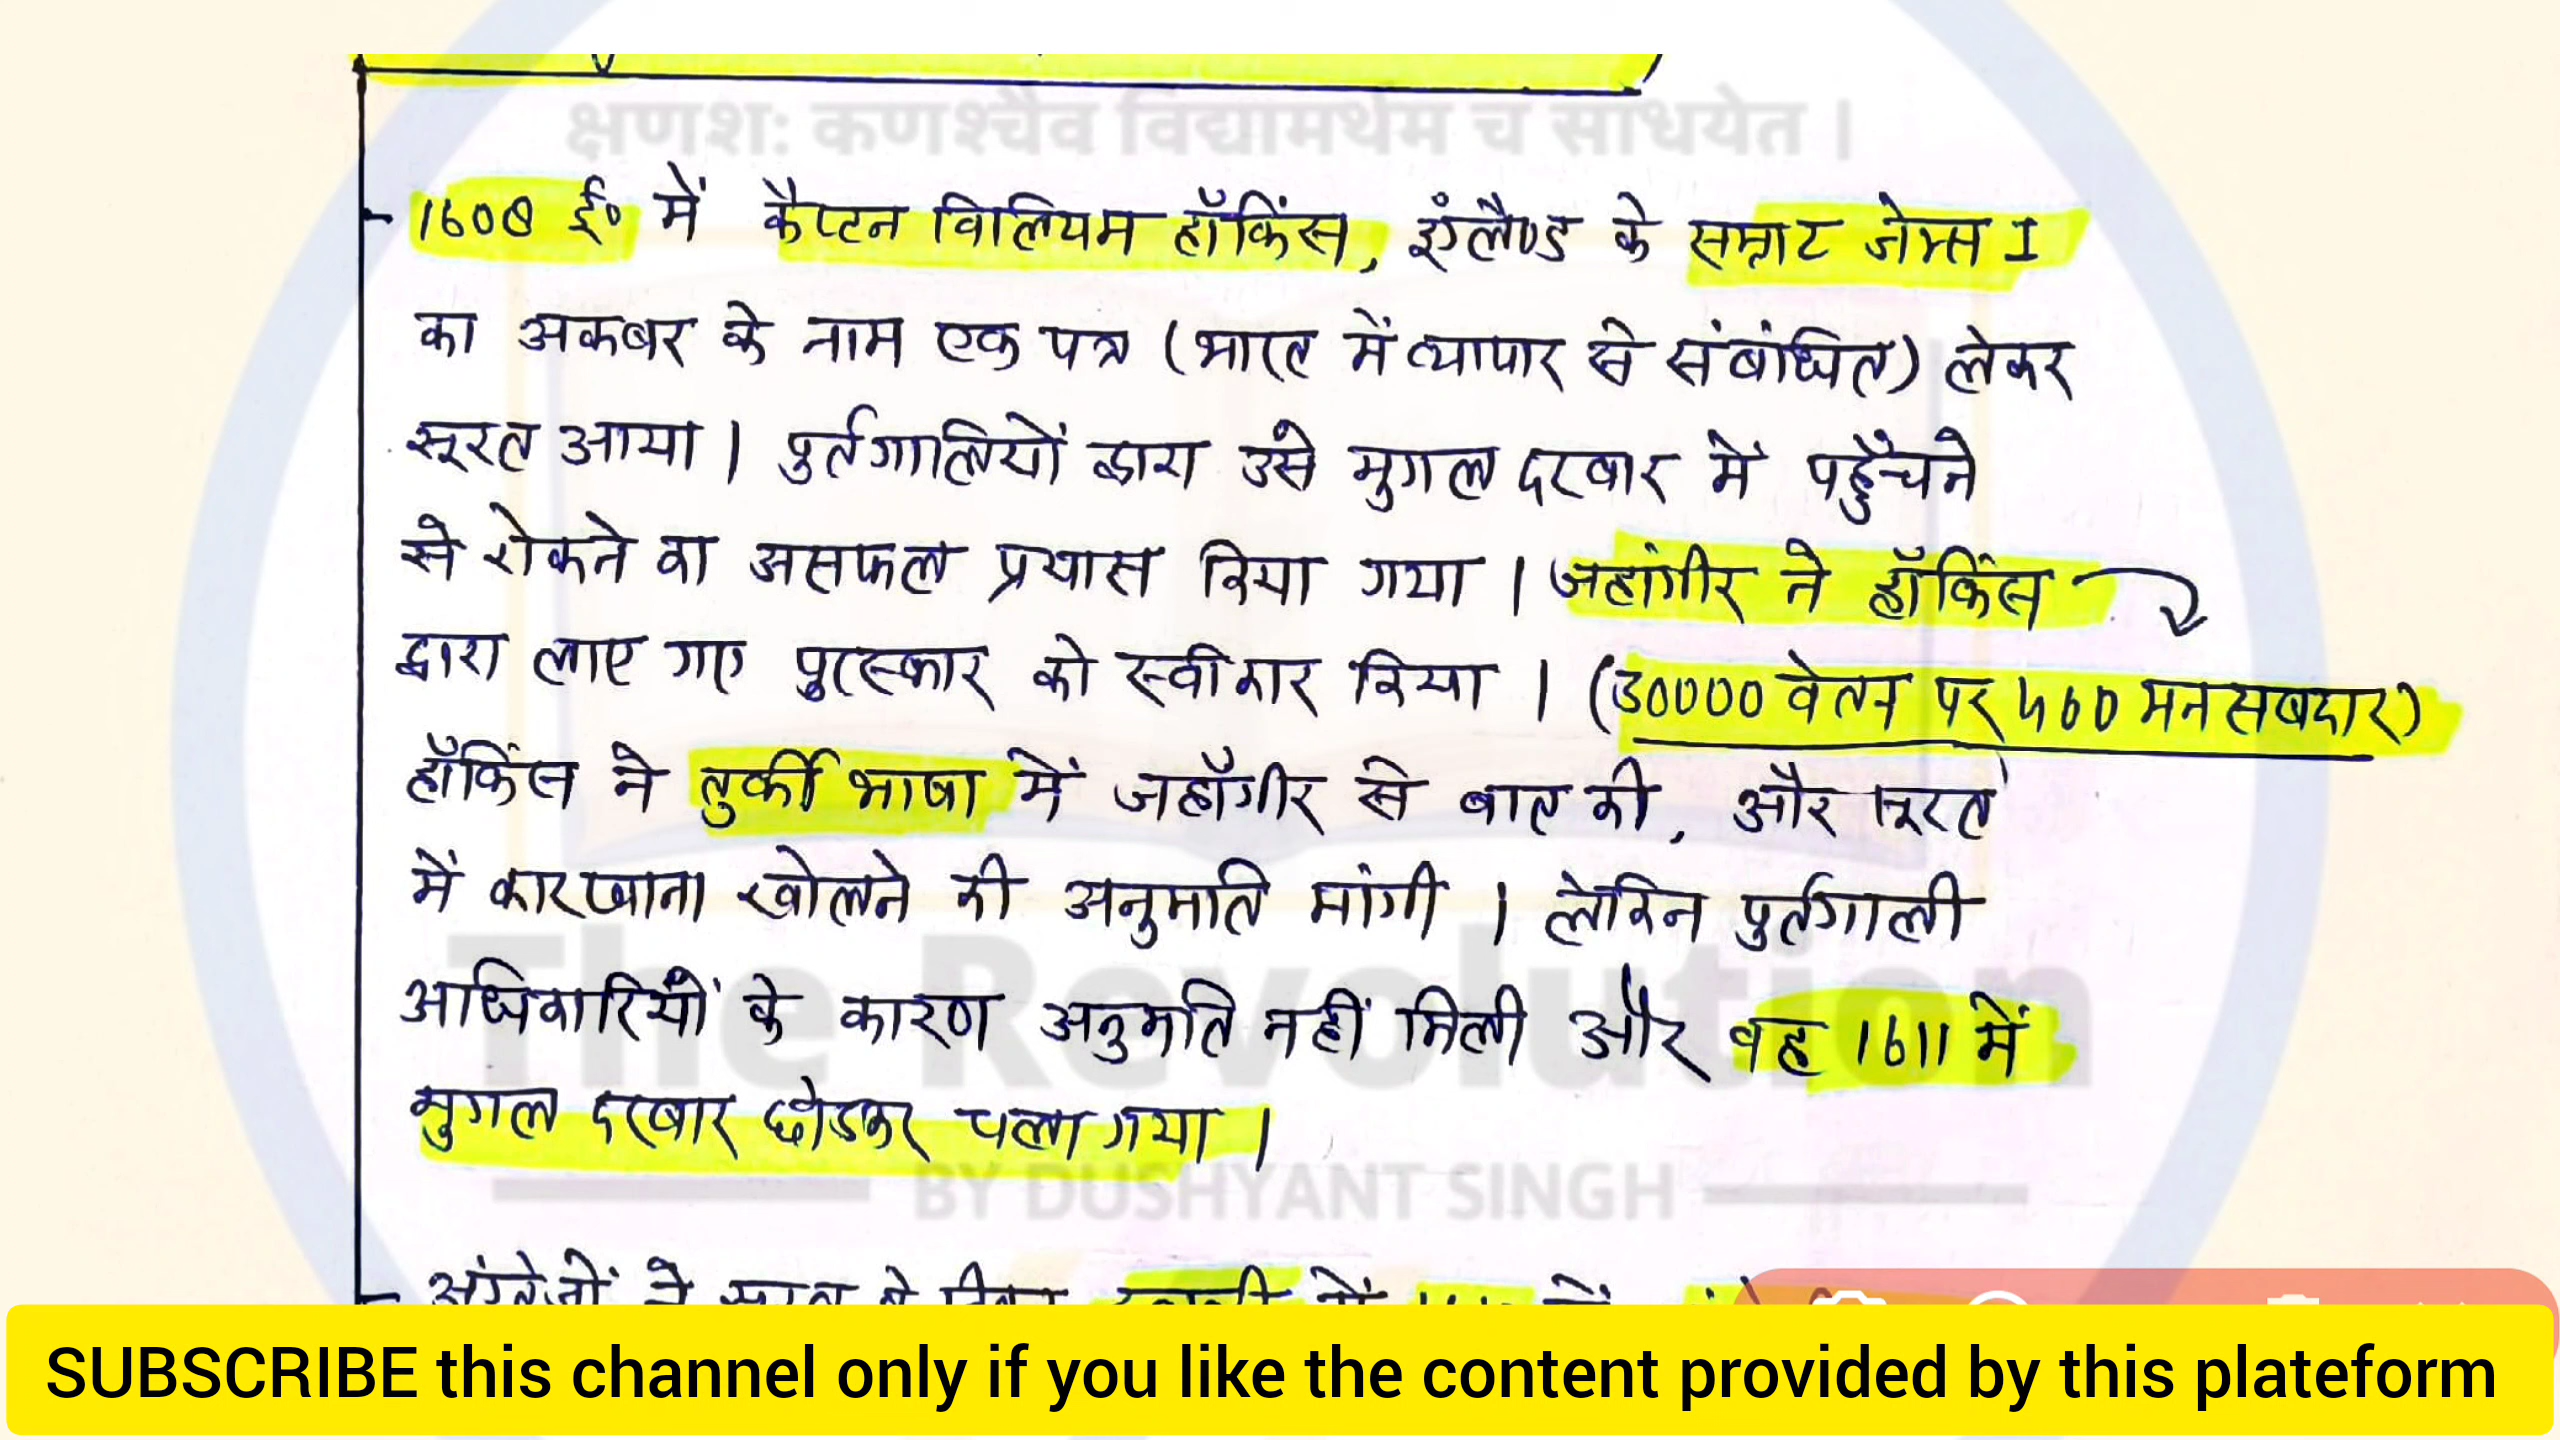 क्षणशः कणश्चैव विद्यामर्थम च साधयेत ।
1608 ई० में कैप्टन विलियम हॉकिंस, इंग्लैण्ड के सम्राट जेम्स I
का अकबर के नाम एक पत्र (भारत में व्यापार से संबंधित) लेकर
सूरत आया । पुर्तगालियों द्वारा उसे मुगल दरबार में पहुँचने
से रोकने का असफल प्रयास किया गया । जहांगीर ने हॉकिंस
द्वारा लाए गए पुरस्कार को स्वीकार किया । (30000 वेतन पर 400 मनसबदार)
हॉकिंस ने तुर्की भाषा में जहाँगीर से बात की, और सूरत
में कारखाना खोलने की अनुमति मांगी । लेकिन पुर्तगाली
The Revolution
अधिकारियों के कारण अनुमति नहीं मिली और वह 1611 में
मुगल दरबार छोडकर चला गया ।
BY DUSHYANT SINGH
SUBSCRIBE this channel only if you like the content provided by this plateform